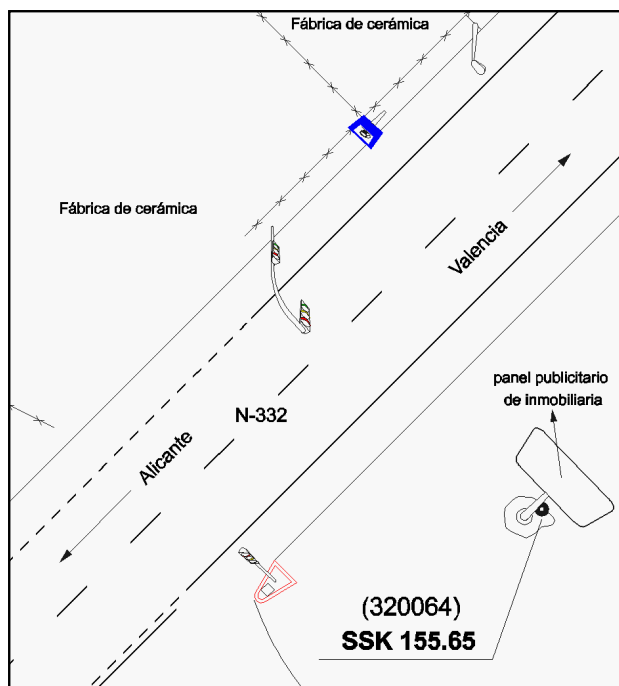 Fábrica de cerámica
Fábrica de cerámica
Valencia
panel publicitario
de inmobiliaria
N-332
Alicante
(320064)
SSK 155.65